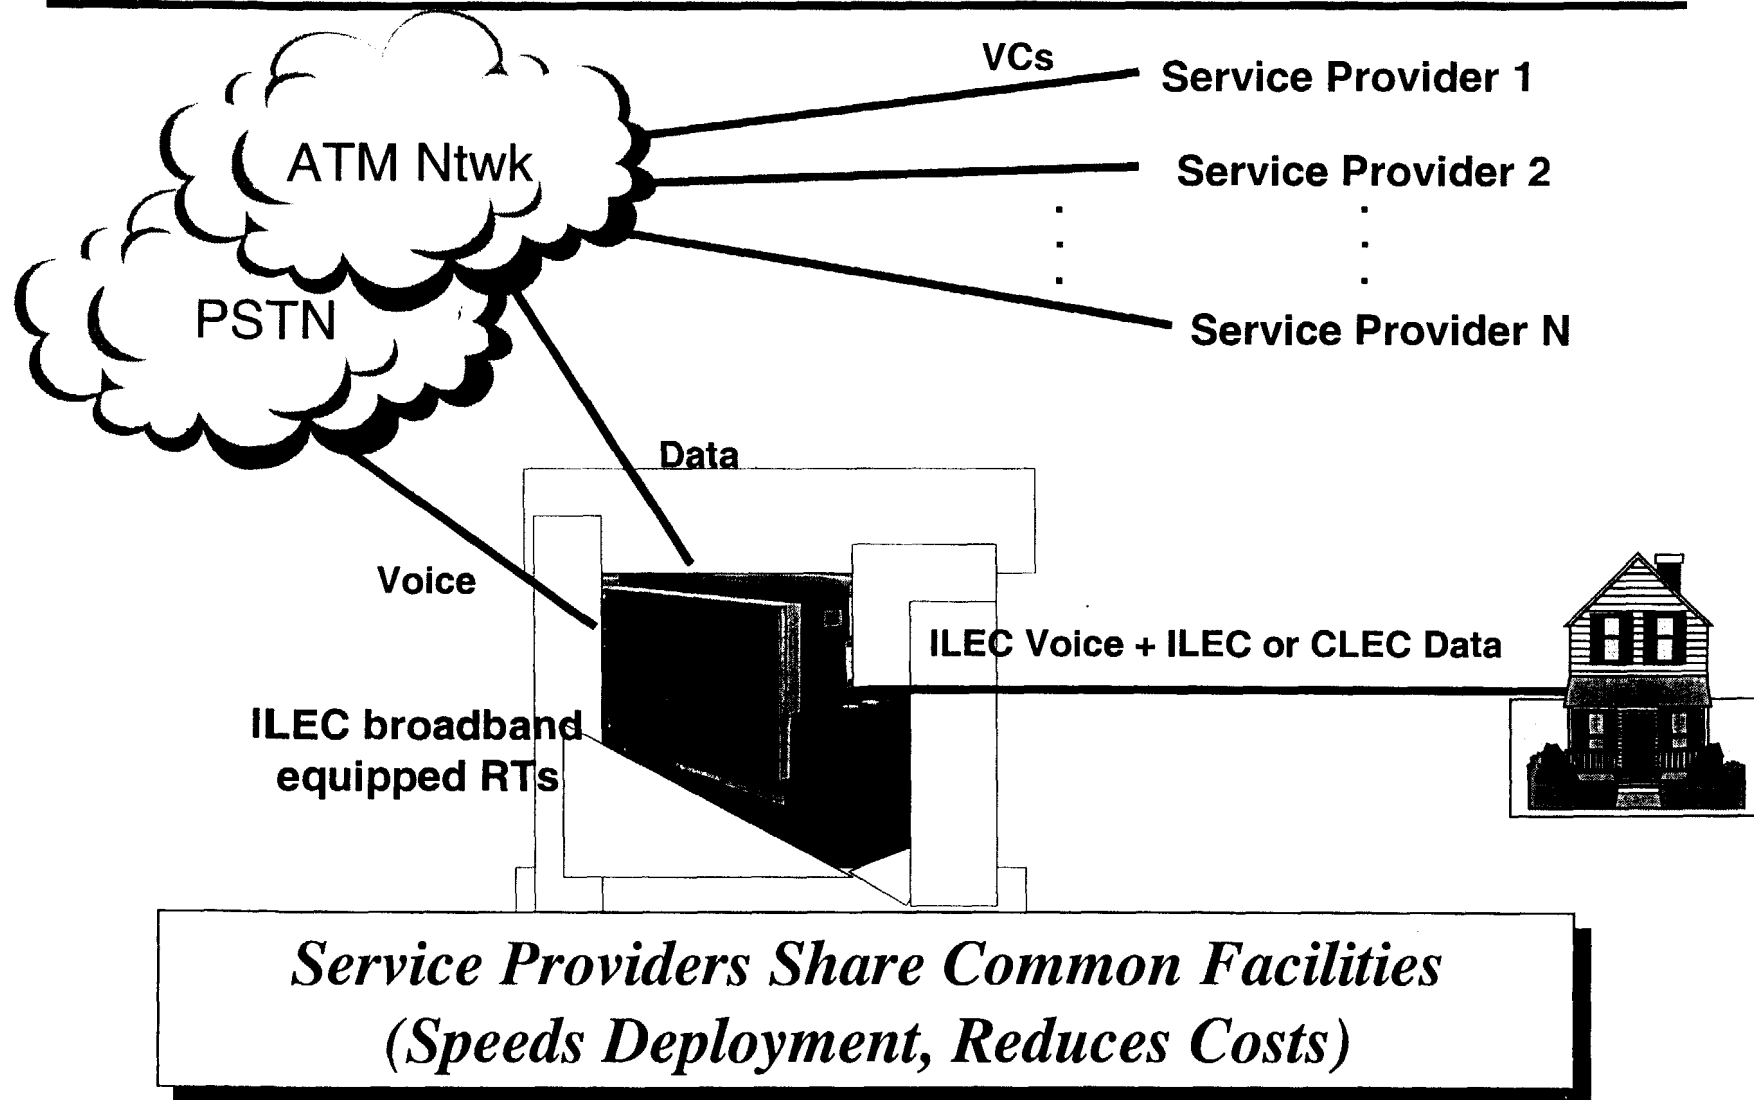 VCs
Service Provider 1
ATM Ntwk
Service Provider 2
PSTN
Service Provider N
Data
Voice
ILEC Voice + ILEC or CLEC Data
ILEC broadband
equipped RTs
Service Providers Share Common Facilities
(Speeds Deployment, Reduces Costs)